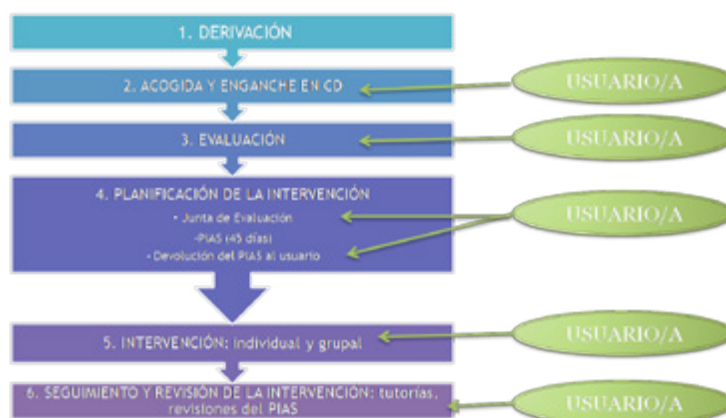 1. DERIVACIÓN
2. ACOGIDA Y ENGANCHE EN CD
USUARIO/A
3. EVALUACIÓN
USUARIO/A
4. PLANIFICACIÓN DE LA INTERVENCIÓN
- Junta de Evaluación
-PIAS (45 días)
- Devolución del PIAS al usuario
USUARIO/A
5. INTERVENCIÓN: individual y grupal
USUARIO/A
6. SEGUIMIENTO Y REVISIÓN DE LA INTERVENCIÓN: tutorías,
revisiones del PIAS
USUARIO/A